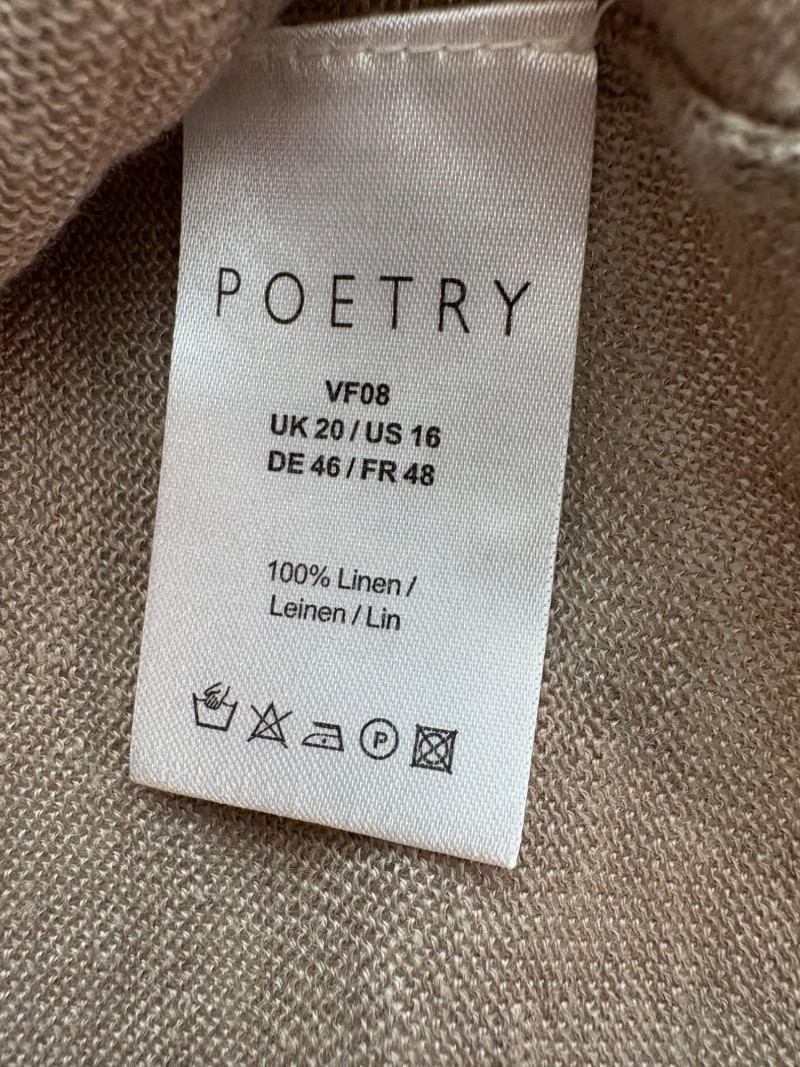 POETRY
VF08
UK 20 / US 16
DE 46 / FR 48
100% Linen /
Leinen / Lin
P